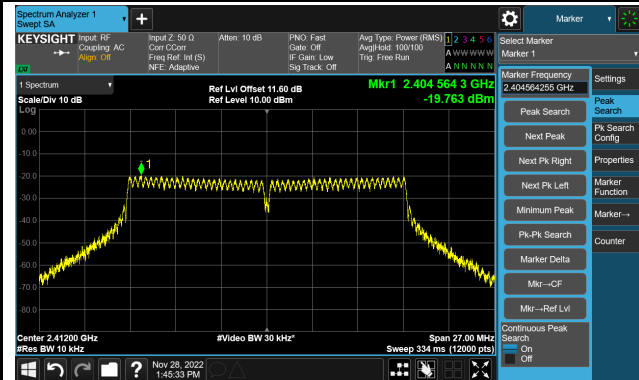 Spectrum Analyzer 1
Swept SA
Marker
KEYSIGHT Input: RF
Coupling: AC
Align: Off
Input Z: 50 Ω
Corr CCorr
Freq Ref: Int (S)
NFE: Adaptive
Atten: 10 dB
PNO: Fast
Gate: Off
IF Gain: Low
Sig Track: Off
Avg Type: Power (RMS)
Avg|Hold: 100/100
Trig: Free Run
1 2 3 4 5 6
A W W W W W
A N N N N N
LXI
Select Marker
Marker 1
1 Spectrum
Scale/Div 10 dB
Log
Ref Lvl Offset 11.60 dB
Ref Level 10.00 dBm
Mkr1 2.404 564 3 GHz
-19.763 dBm
0.00
-10.0
-20.0
-30.0
-40.0
-50.0
-60.0
-70.0
-80.0
1
Center 2.41200 GHz
#Res BW 10 kHz
#Video BW 30 kHz*
Span 27.00 MHz
Sweep 334 ms (12000 pts)
Marker Frequency
2.404564255 GHz
Peak Search
Next Peak
Next Pk Right
Next Pk Left
Minimum Peak
Pk-Pk Search
Marker Delta
Mkr→CF
Mkr→Ref Lvl
Continuous Peak
Search
On
Off
Settings
Peak
Search
Pk Search
Config
Properties
Marker
Function
Marker→
Counter
Nov 28, 2022
1:45:33 PM